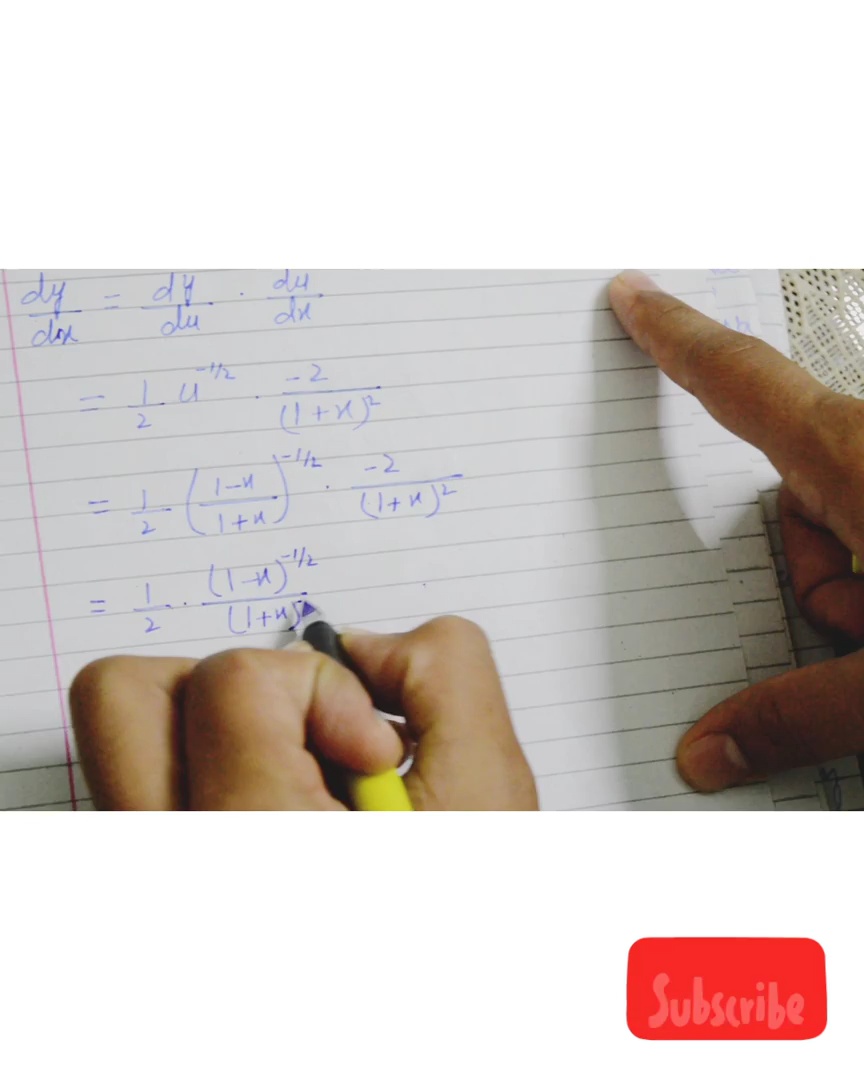 dy/dx = dy/du · du/dx
= 1/2 u^-1/2 · -2/(1+x)^2
= 1/2 ((1-x)/(1+x))^-1/2 · -2/(1+x)^2
= 1/2 · (1-x)^-1/2/(1+x)
Subscribe